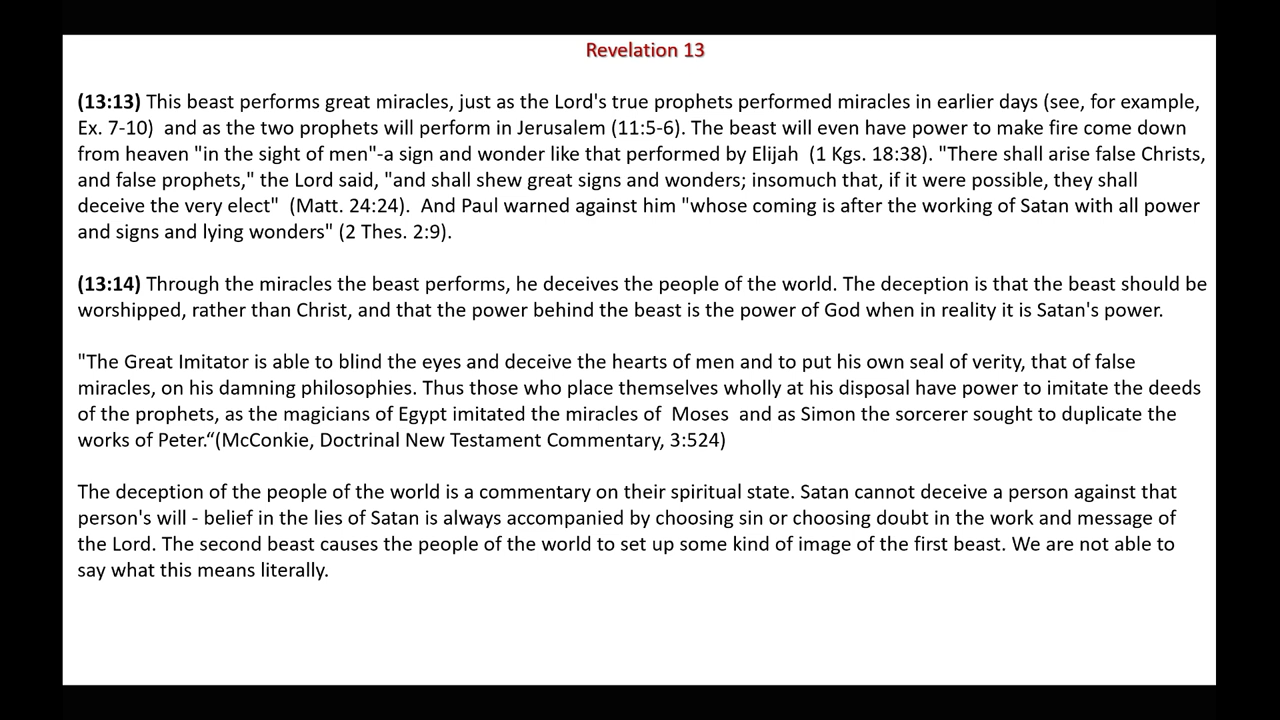 Revelation 13
(13:13) This beast performs great miracles, just as the Lord's true prophets performed miracles in earlier days (see, for example,
Ex. 7-10)  and as the two prophets will perform in Jerusalem (11:5-6). The beast will even have power to make fire come down
from heaven "in the sight of men"-a sign and wonder like that performed by Elijah  (1 Kgs. 18:38). "There shall arise false Christs,
and false prophets," the Lord said, "and shall shew great signs and wonders; insomuch that, if it were possible, they shall
deceive the very elect"  (Matt. 24:24).  And Paul warned against him "whose coming is after the working of Satan with all power
and signs and lying wonders" (2 Thes. 2:9).
(13:14) Through the miracles the beast performs, he deceives the people of the world. The deception is that the beast should be
worshipped, rather than Christ, and that the power behind the beast is the power of God when in reality it is Satan's power.
"The Great Imitator is able to blind the eyes and deceive the hearts of men and to put his own seal of verity, that of false
miracles, on his damning philosophies. Thus those who place themselves wholly at his disposal have power to imitate the deeds
of the prophets, as the magicians of Egypt imitated the miracles of  Moses  and as Simon the sorcerer sought to duplicate the
works of Peter.“(McConkie, Doctrinal New Testament Commentary, 3:524)
The deception of the people of the world is a commentary on their spiritual state. Satan cannot deceive a person against that
person's will - belief in the lies of Satan is always accompanied by choosing sin or choosing doubt in the work and message of
the Lord. The second beast causes the people of the world to set up some kind of image of the first beast. We are not able to
say what this means literally.